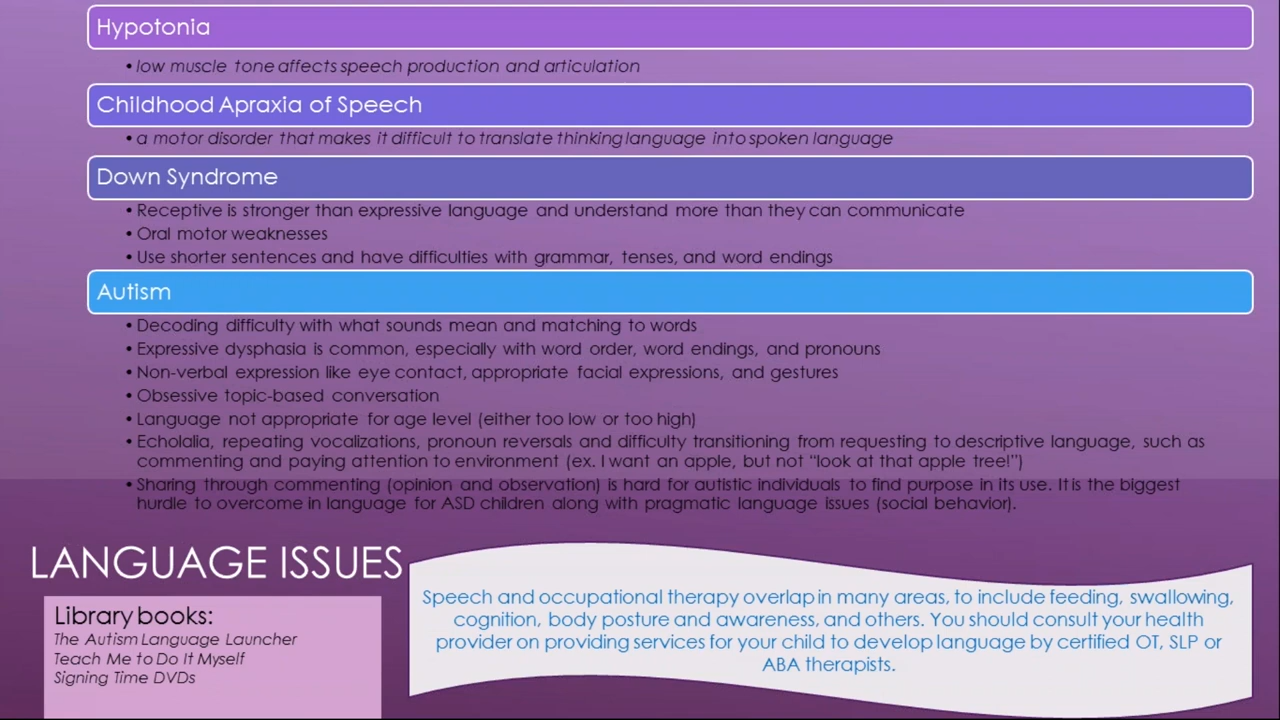 Hypotonia
• low muscle tone affects speech production and articulation
Childhood Apraxia of Speech
• a motor disorder that makes it difficult to translate thinking language into spoken language
Down Syndrome
• Receptive is stronger than expressive language and understand more than they can communicate
• Oral motor weaknesses
• Use shorter sentences and have difficulties with grammar, tenses, and word endings
Autism
• Decoding difficulty with what sounds mean and matching to words
• Expressive dysphasia is common, especially with word order, word endings, and pronouns
• Non-verbal expression like eye contact, appropriate facial expressions, and gestures
• Obsessive topic-based conversation
• Language not appropriate for age level (either too low or too high)
• Echolalia, repeating vocalizations, pronoun reversals and difficulty transitioning from requesting to descriptive language, such as
commenting and paying attention to environment (ex. I want an apple, but not "look at that apple tree!")
• Sharing through commenting (opinion and observation) is hard for autistic individuals to find purpose in its use. It is the biggest
hurdle to overcome in language for ASD children along with pragmatic language issues (social behavior).
LANGUAGE ISSUES
Library books:
The Autism Language Launcher
Teach Me to Do It Myself
Signing Time DVDs
Speech and occupational therapy overlap in many areas, to include feeding, swallowing,
cognition, body posture and awareness, and others. You should consult your health
provider on providing services for your child to develop language by certified OT, SLP or
ABA therapists.